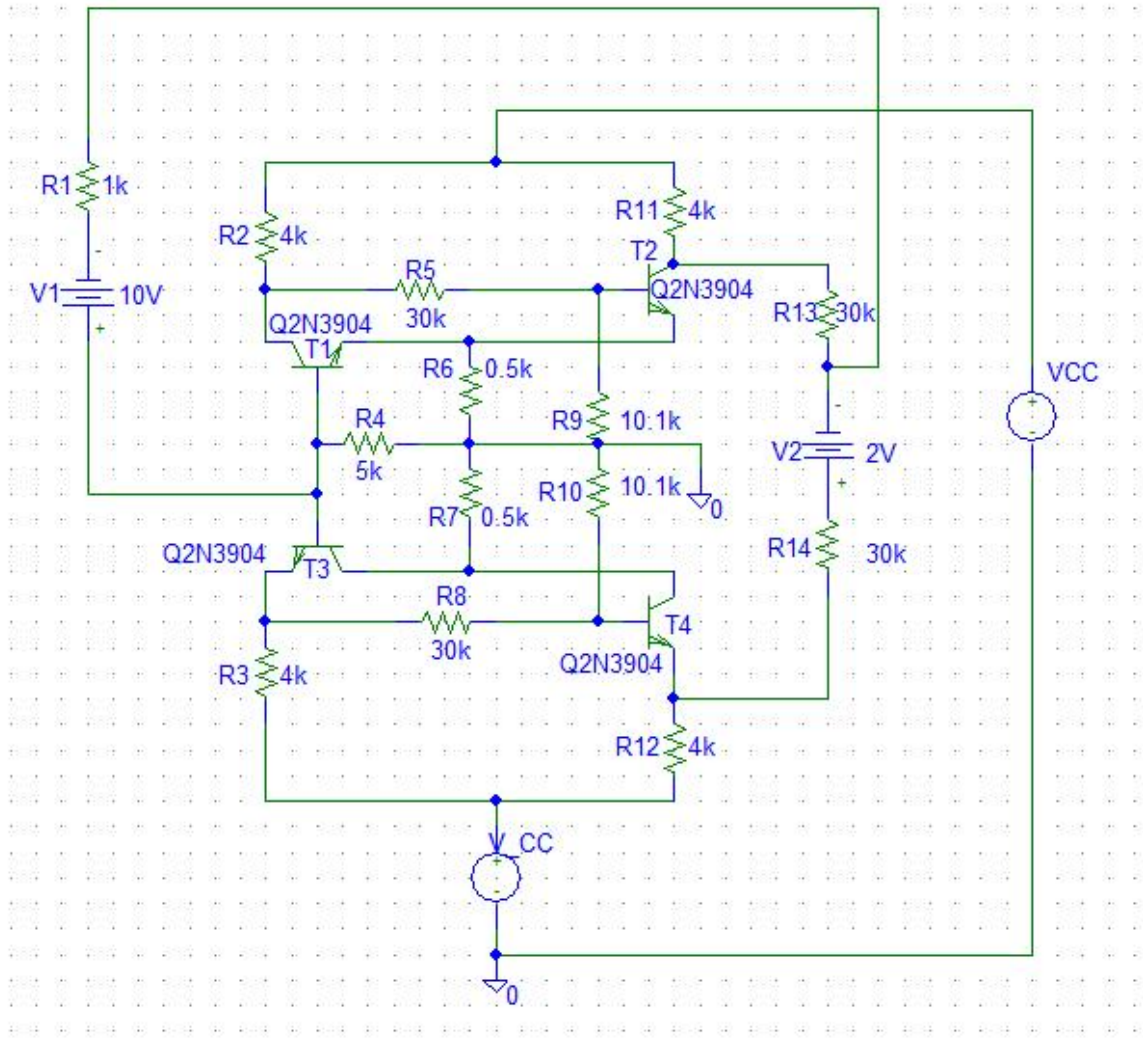 R1 1k
V1 10V
-
+
R2 4k
R11 4k
T2
Q2N3904
R5
30k
Q2N3904
T1
R6 0.5k
R13 30k
VCC
+
-
R4
5k
R9 10.1k
V2 2V
-
+
R7 0.5k
R10 10.1k
0
Q2N3904
T3
R8
30k
T4
Q2N3904
R14 30k
R3 4k
R12 4k
V_CC
+
-
0